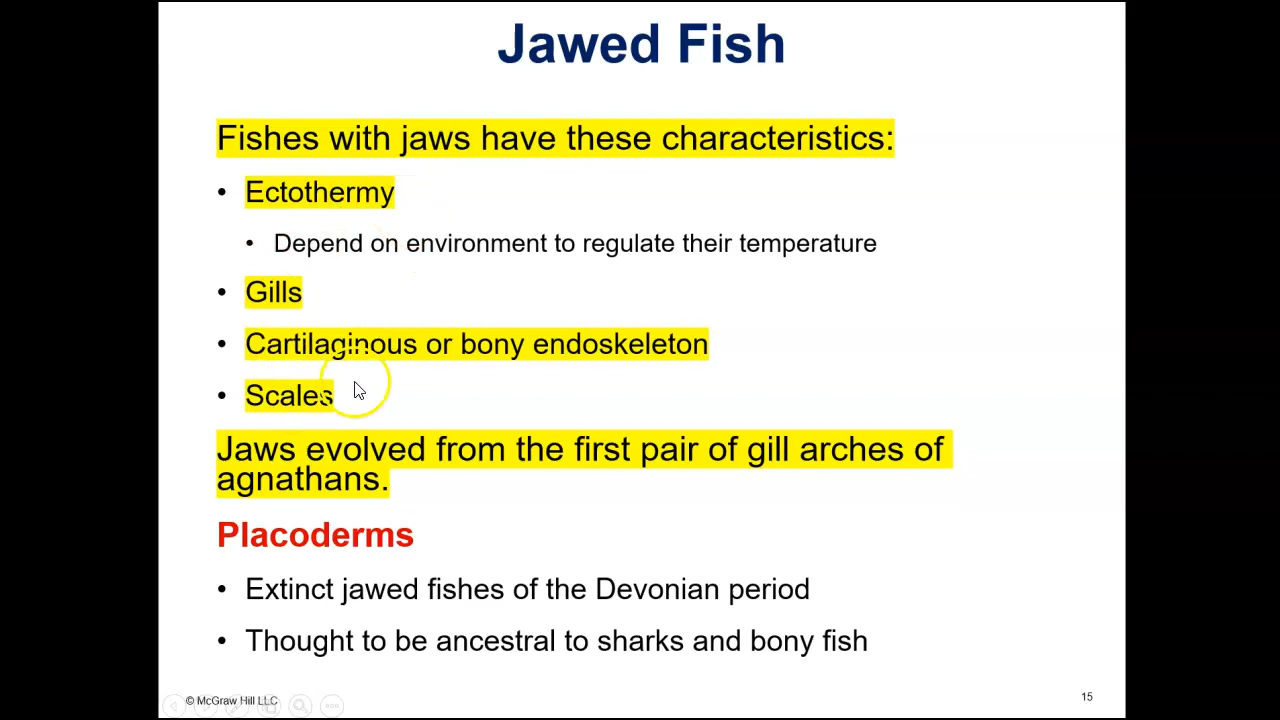 Jawed Fish
Fishes with jaws have these characteristics:
• Ectothermy
• Depend on environment to regulate their temperature
• Gills
• Cartilaginous or bony endoskeleton
• Scales
Jaws evolved from the first pair of gill arches of
agnathans.
Placoderms
• Extinct jawed fishes of the Devonian period
• Thought to be ancestral to sharks and bony fish
© McGraw Hill LLC
15